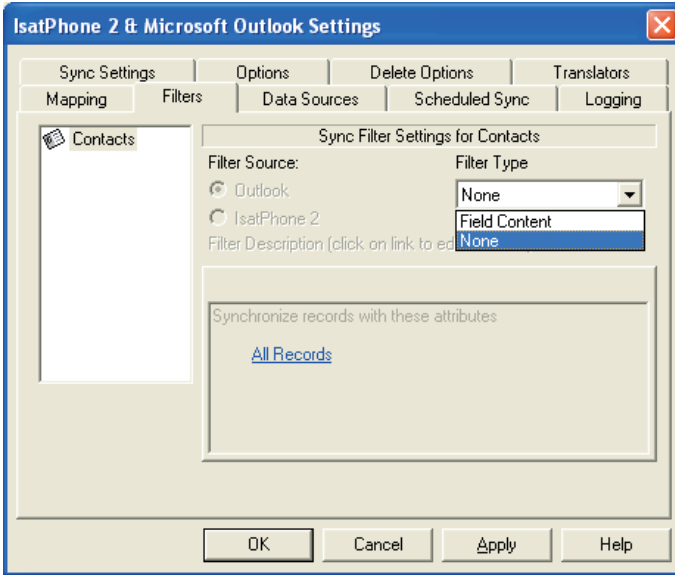 IsatPhone 2 & Microsoft Outlook Settings
Sync Settings Options Delete Options Translators
Mapping Filters Data Sources Scheduled Sync Logging
Contacts
Sync Filter Settings for Contacts
Filter Source: Filter Type
Outlook None
IsatPhone 2 Field Content
Filter Description (click on link to ed None
Synchronize records with these attributes
All Records
OK Cancel Apply Help